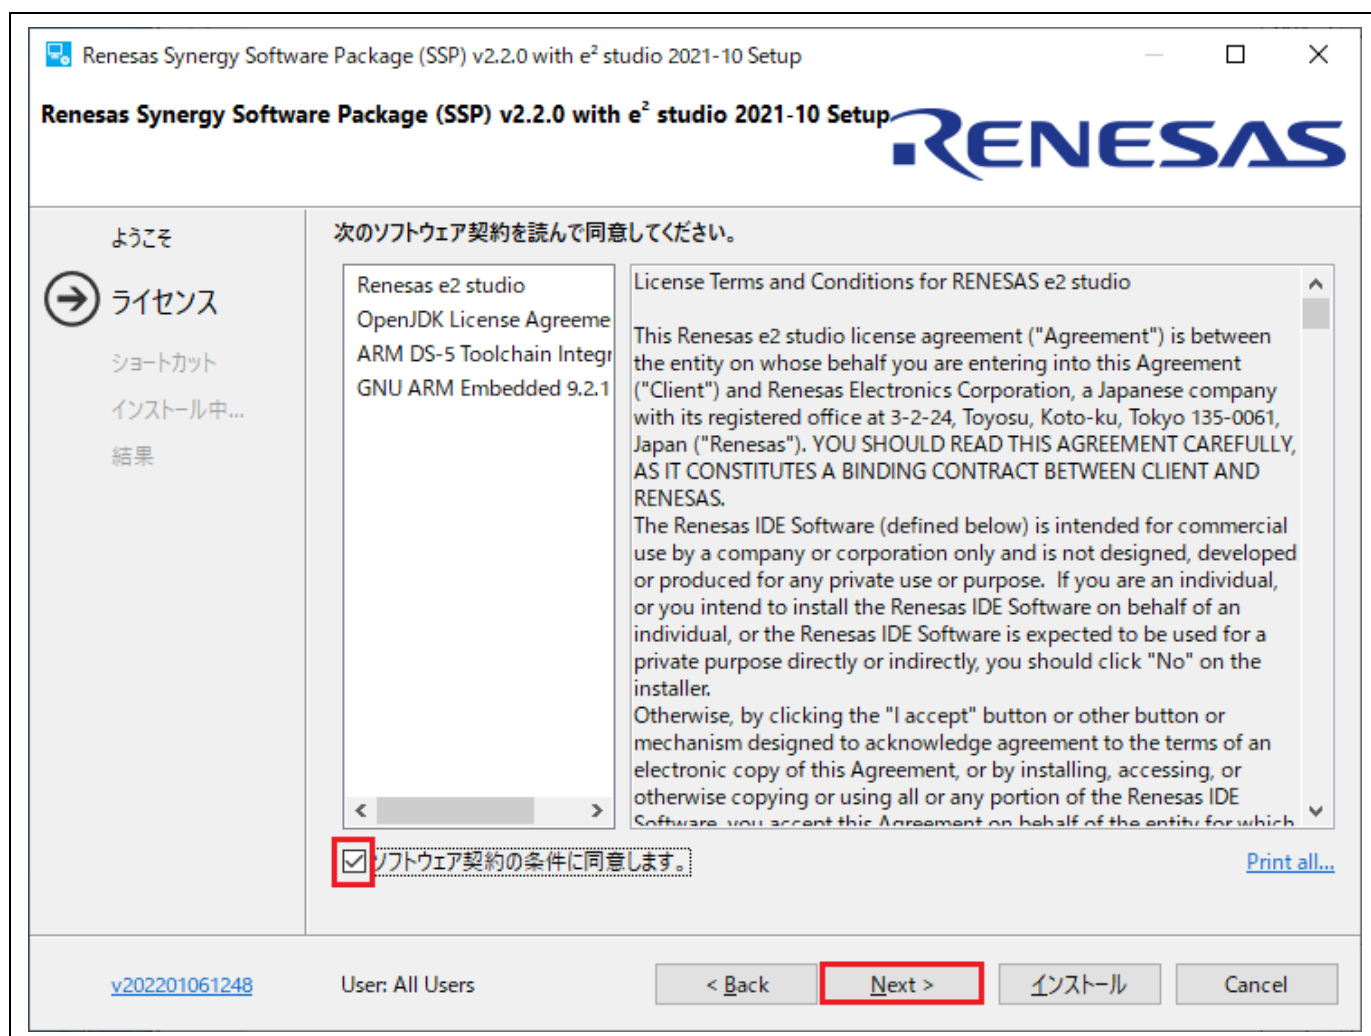 Renesas Synergy Software Package (SSP) v2.2.0 with e² studio 2021-10 Setup
Renesas Synergy Software Package (SSP) v2.2.0 with e² studio 2021-10 Setup
RENESAS
ようこそ
ライセンス
ショートカット
インストール中...
結果
次のソフトウェア契約を読んで同意してください。
Renesas e2 studio
OpenJDK License Agreeme
ARM DS-5 Toolchain Integr
GNU ARM Embedded 9.2.1
License Terms and Conditions for RENESAS e2 studio
This Renesas e2 studio license agreement ("Agreement") is between
the entity on whose behalf you are entering into this Agreement
("Client") and Renesas Electronics Corporation, a Japanese company
with its registered office at 3-2-24, Toyosu, Koto-ku, Tokyo 135-0061,
Japan ("Renesas"). YOU SHOULD READ THIS AGREEMENT CAREFULLY,
AS IT CONSTITUTES A BINDING CONTRACT BETWEEN CLIENT AND
RENESAS.
The Renesas IDE Software (defined below) is intended for commercial
use by a company or corporation only and is not designed, developed
or produced for any private use or purpose.  If you are an individual,
or you intend to install the Renesas IDE Software on behalf of an
individual, or the Renesas IDE Software is expected to be used for a
private purpose directly or indirectly, you should click "No" on the
installer.
Otherwise, by clicking the "I accept" button or other button or
mechanism designed to acknowledge agreement to the terms of an
electronic copy of this Agreement, or by installing, accessing, or
otherwise copying or using all or any portion of the Renesas IDE
Software, you accept this Agreement on behalf of the entity for which
ソフトウェア契約の条件に同意します。
Print all...
v202201061248
User: All Users
< Back
Next >
インストール
Cancel